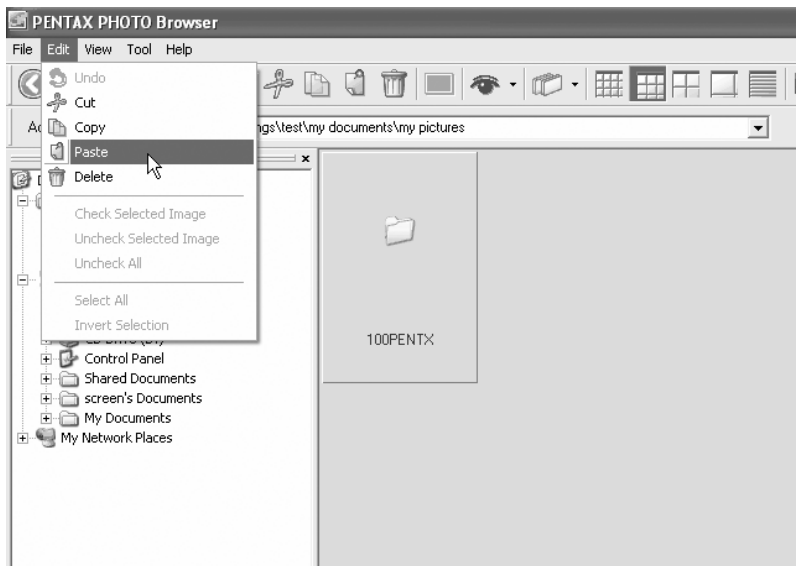 PENTAX PHOTO Browser
File Edit View Tool Help
Undo
Cut
Copy
ngs\test\my documents\my pictures
Paste
Delete
Check Selected Image
Uncheck Selected Image
Uncheck All
Select All
Invert Selection
100PENTX
Control Panel
Shared Documents
screen's Documents
My Documents
My Network Places